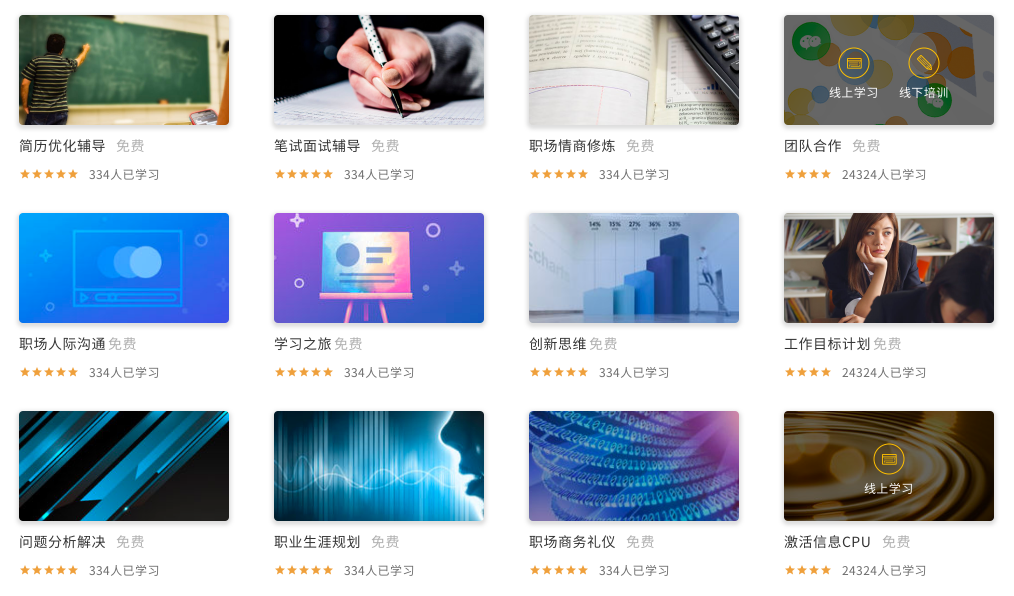 线上学习 线下培训
简历优化辅导 免费
334人已学习
笔试面试辅导 免费
334人已学习
职场情商修炼 免费
334人已学习
团队合作 免费
24324人已学习
14% 15% 27% 36% 53%
职场人际沟通 免费
334人已学习
学习之旅 免费
334人已学习
创新思维 免费
334人已学习
工作目标计划 免费
24324人已学习
线上学习
问题分析解决 免费
334人已学习
职业生涯规划 免费
334人已学习
职场商务礼仪 免费
334人已学习
激活信息CPU 免费
24324人已学习